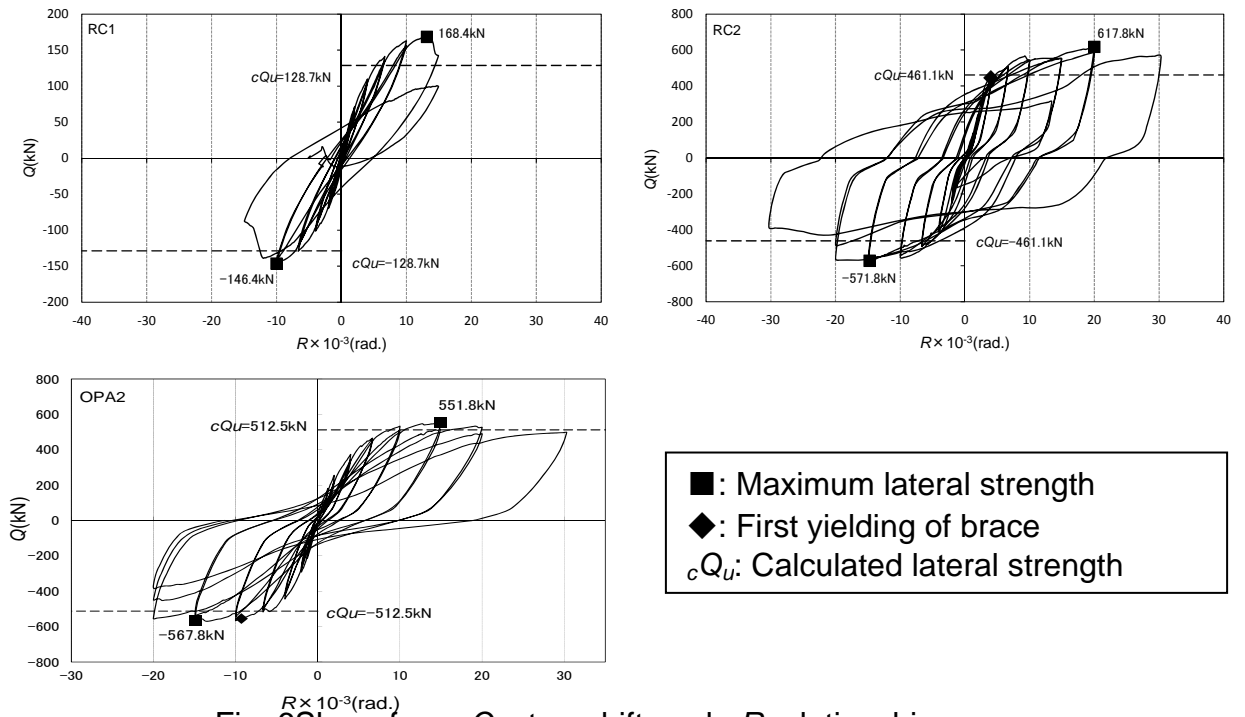 RC1
168.4kN
cQu=128.7kN
cQu=−128.7kN
−146.4kN
200
150
100
50
0
-50
-100
-150
-200
Q(kN)
-40 -30 -20 -10 0 10 20 30 40
R×10-3(rad.)
RC2
617.8kN
cQu=461.1kN
cQu=−461.1kN
−571.8kN
800
600
400
200
0
-200
-400
-600
-800
Q(kN)
-40 -30 -20 -10 0 10 20 30 40
R×10-3(rad.)
OPA2
551.8kN
cQu=512.5kN
cQu=−512.5kN
−567.8kN
800
600
400
200
0
−200
−400
−600
−800
Q(kN)
−30 −20 −10 0 10 20 30
R×10-3(rad.)
■: Maximum lateral strength
◆: First yielding of brace
cQu: Calculated lateral strength